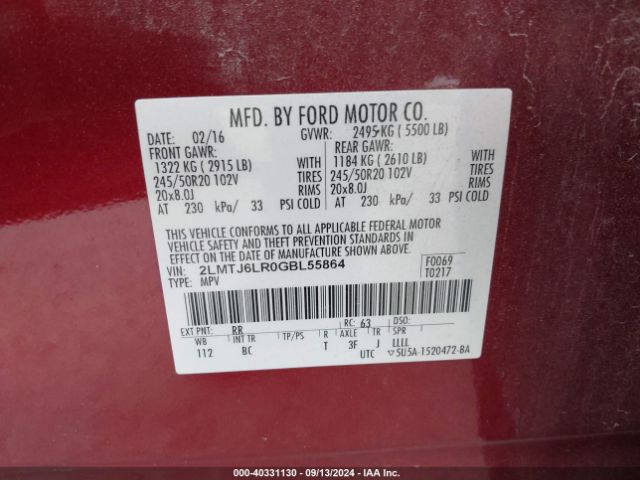 MFD. BY FORD MOTOR CO.
02/16 GVWR: 2495KG ( 5500 LB)
FRONT GAWR: REAR GAWR:
1322 KG ( 2915 LB) WITH 1184 KG ( 2610 LB) WITH
245/50R20 102V TIRES 245/50R20 102V TIRES
20x8.0J RIMS 20x8.0J RIMS
AT 230 kPa/ 33 PSI COLD AT 230 kPa/ 33 PSI COLD
THIS VEHICLE CONFORMS TO ALL APPLICABLE FEDERAL MOTOR
VEHICLE SAFETY AND THEFT PREVENTION STANDARDS IN
EFFECT ON THE DATE OF MANUFACTURE SHOWN ABOVE.
VIN: 2LMTJ6LR0GBL55864 F0069
TYPE: MPV T0217
EXT PNT: RR RC: 63 DSO:
WB INT TR TP/PS R AXLE TR SPR
112 BC T 3F J LLLL
UTC ▽5U5A-1520472-BA
000-40331130 - 09/13/2024 - IAA Inc.